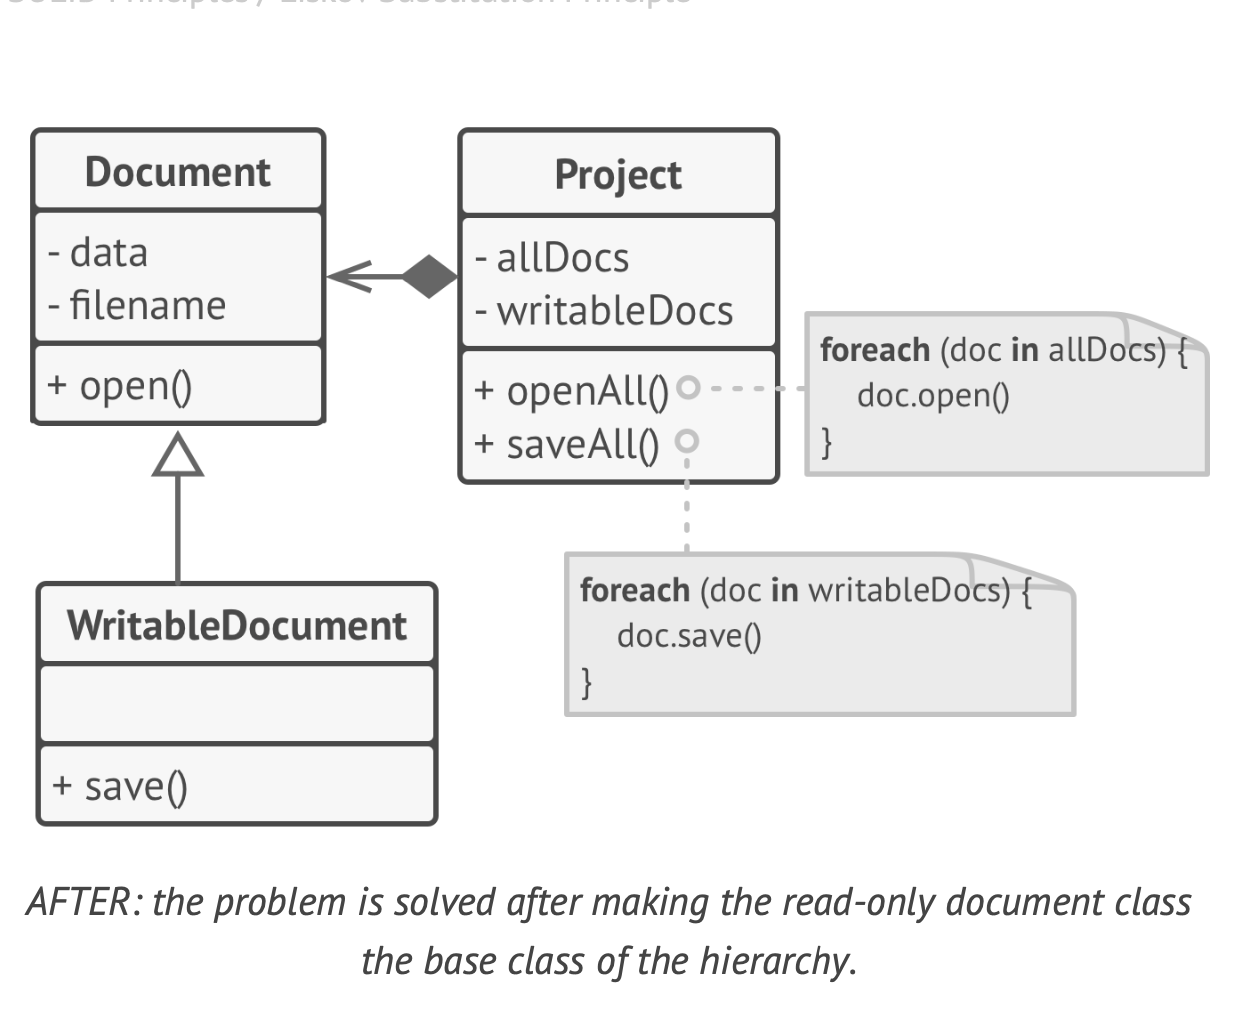 SOLID Principles / Liskov Substitution Principle
Document
- data
- filename
+ open()
Project
- allDocs
- writableDocs
+ openAll()
+ saveAll()
foreach (doc in allDocs) {
doc.open()
}
foreach (doc in writableDocs) {
doc.save()
}
WritableDocument
+ save()
AFTER: the problem is solved after making the read-only document class
the base class of the hierarchy.